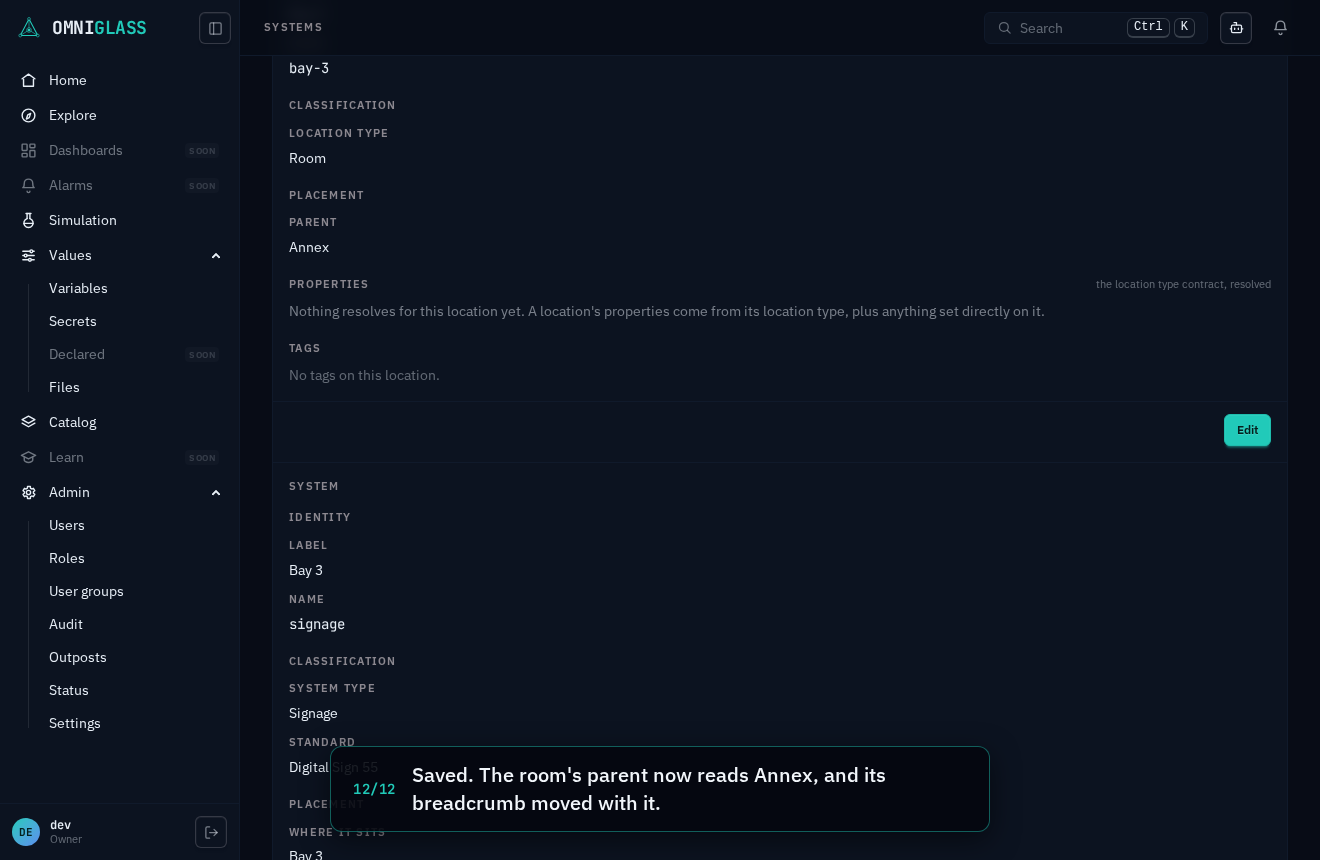 OMNIGLASS
SYSTEMS
Search
Ctrl
K
Home
Explore
Dashboards
SOON
Alarms
SOON
Simulation
Values
Variables
Secrets
Declared
SOON
Files
Catalog
Learn
SOON
Admin
Users
Roles
User groups
Audit
Outposts
Status
Settings
DE
dev
Owner
bay-3
CLASSIFICATION
LOCATION TYPE
Room
PLACEMENT
PARENT
Annex
PROPERTIES
the location type contract, resolved
Nothing resolves for this location yet. A location's properties come from its location type, plus anything set directly on it.
TAGS
No tags on this location.
Edit
SYSTEM
IDENTITY
LABEL
Bay 3
NAME
signage
CLASSIFICATION
SYSTEM TYPE
Signage
STANDARD
Digital Sign 55
PLACEMENT
WHERE IT SITS
Bay 3
12/12
Saved. The room's parent now reads Annex, and its
breadcrumb moved with it.